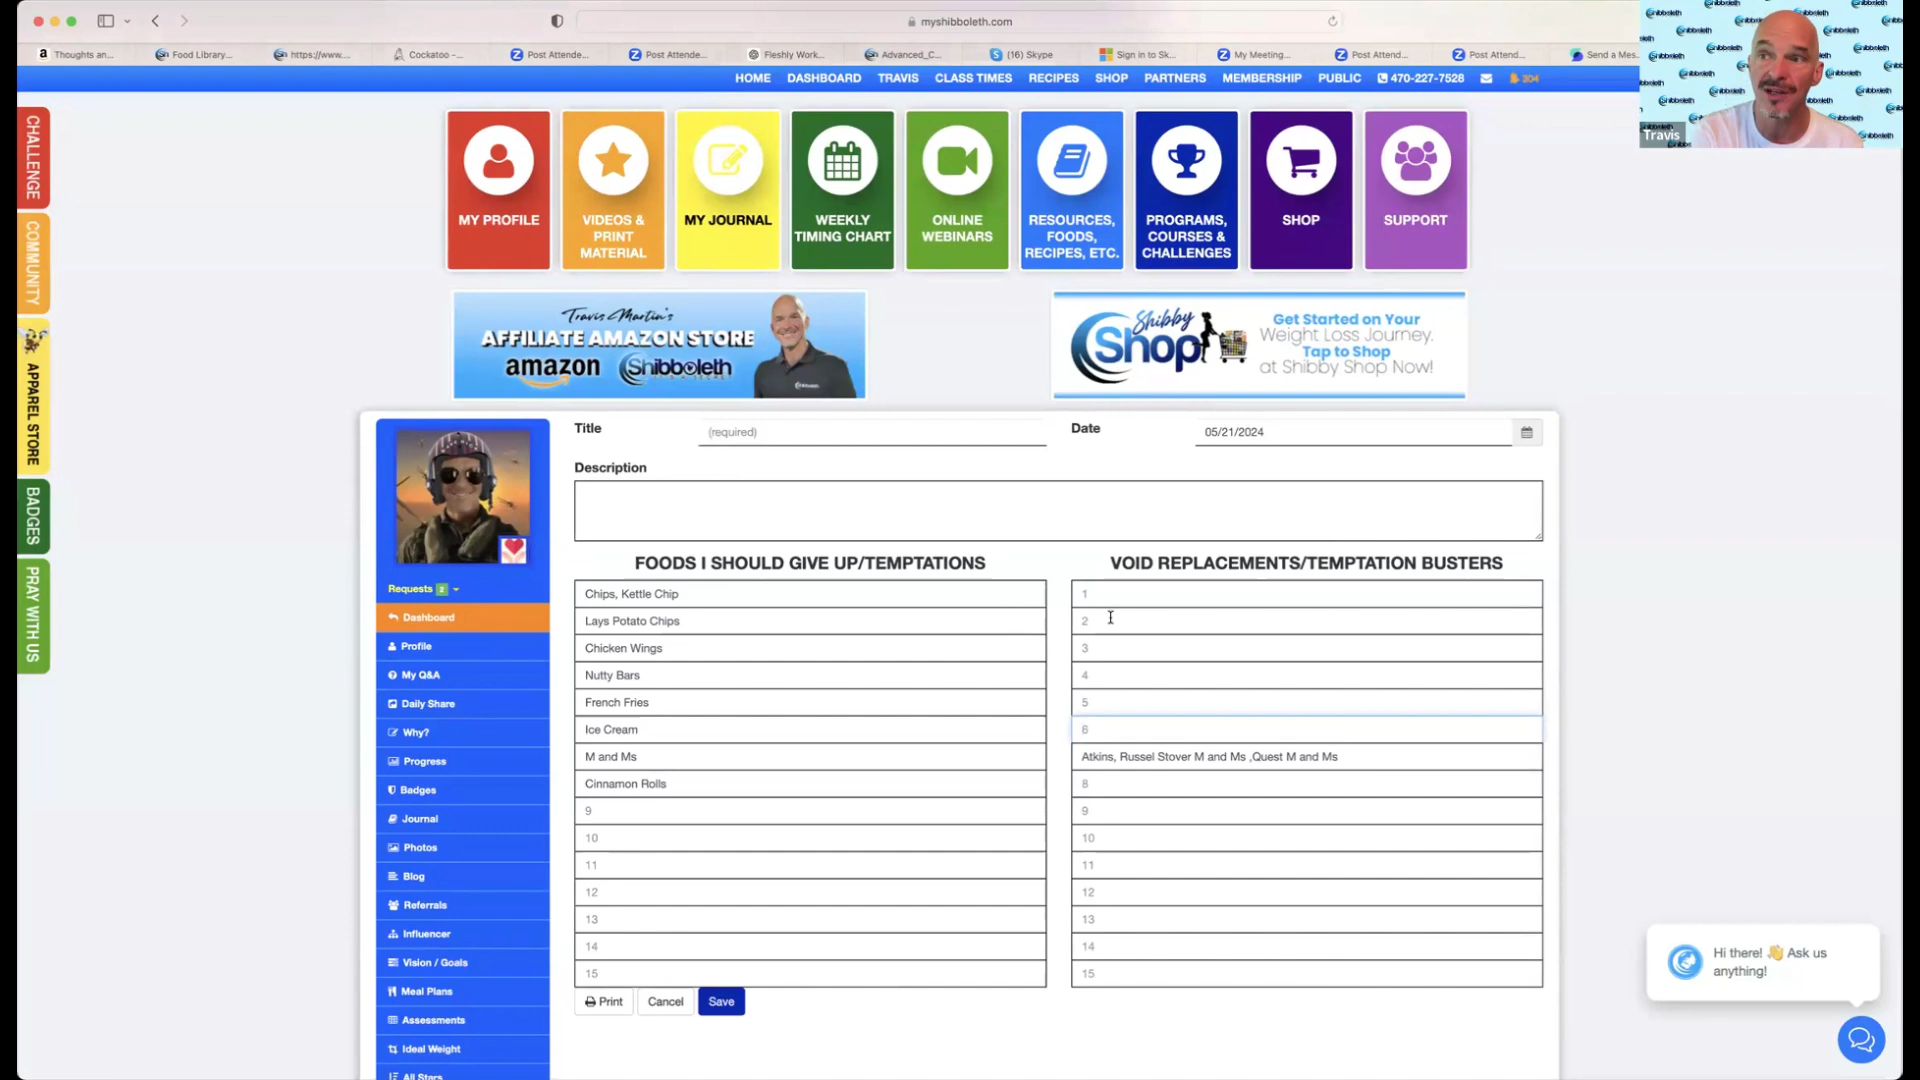 myshibboleth.com
Thoughts an...
Food Library...
https://www....
Cockatoo –...
Post Attende...
Post Attende...
Fleshly Work...
Advanced_C...
(16) Skype
Sign in to Sk...
My Meeting...
Post Attend...
Post Attend...
Send a Mes...
HOME DASHBOARD TRAVIS CLASS TIMES RECIPES SHOP PARTNERS MEMBERSHIP PUBLIC 470-227-7528 304
Travis
CHALLENGE
COMMUNITY
APPAREL STORE
BADGES
PRAY WITH US
MY PROFILE
VIDEOS &
PRINT
MATERIAL
MY JOURNAL
WEEKLY
TIMING CHART
ONLINE
WEBINARS
RESOURCES,
FOODS,
RECIPES, ETC.
PROGRAMS,
COURSES &
CHALLENGES
SHOP
SUPPORT
Travis Martin's
AFFILIATE AMAZON STORE
amazon Shibboleth
Shibby
Shop
Get Started on Your
Weight Loss Journey.
Tap to Shop
at Shibby Shop Now!
Title (required) Date 05/21/2024
Description
Requests 2
Dashboard
Profile
My Q&A
Daily Share
Why?
Progress
Badges
Journal
Photos
Blog
Referrals
Influencer
Vision / Goals
Meal Plans
Assessments
Ideal Weight
All Stars
FOODS I SHOULD GIVE UP/TEMPTATIONS
Chips, Kettle Chip
Lays Potato Chips
Chicken Wings
Nutty Bars
French Fries
Ice Cream
M and Ms
Cinnamon Rolls
9
10
11
12
13
14
15
VOID REPLACEMENTS/TEMPTATION BUSTERS
1
2
3
4
5
6
Atkins, Russel Stover M and Ms ,Quest M and Ms
8
9
10
11
12
13
14
15
Print
Cancel
Save
Hi there! 👋 Ask us
anything!